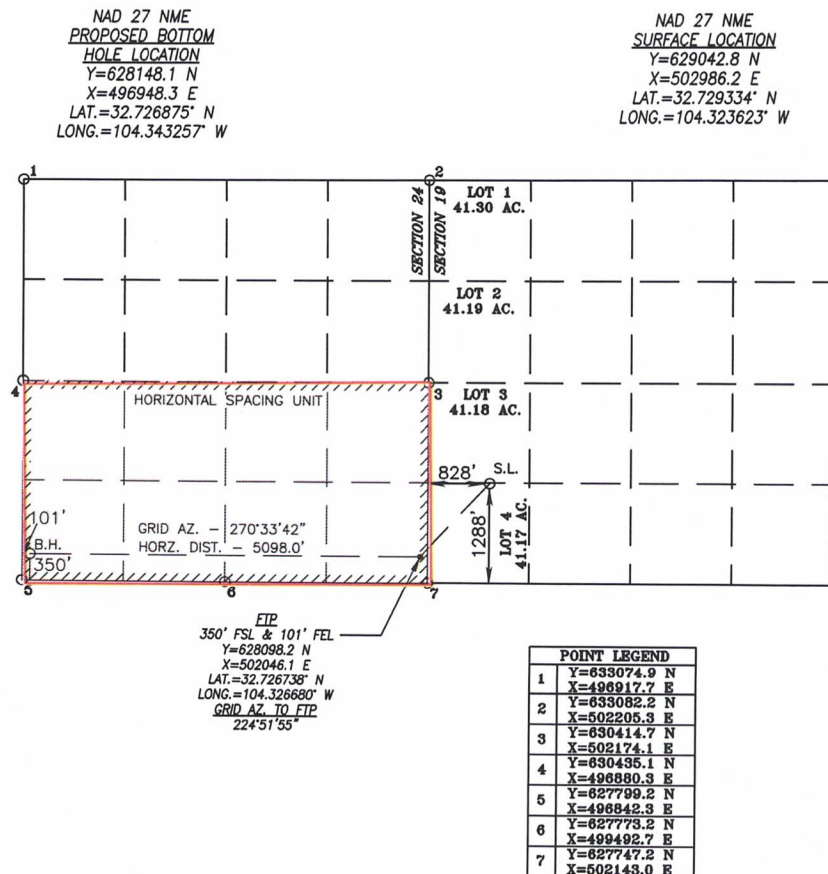 NAD 27 NME
PROPOSED BOTTOM
HOLE LOCATION
Y=628148.1 N
X=496948.3 E
LAT.=32.726875° N
LONG.=104.343257° W
NAD 27 NME
SURFACE LOCATION
Y=629042.8 N
X=502986.2 E
LAT.=32.729334° N
LONG.=104.323623° W
1
2
SECTION 24
SECTION 19
LOT 1
41.30 AC.
LOT 2
41.19 AC.
4
3
HORIZONTAL SPACING UNIT
LOT 3
41.18 AC.
828'
S.L.
1288'
LOT 4
41.17 AC.
101'
B.H.
350'
GRID AZ. – 270°33'42"
HORZ. DIST. – 5098.0'
5
6
7
FTP
350' FSL & 101' FEL
Y=628098.2 N
X=502046.1 E
LAT.=32.726738° N
LONG.=104.326680° W
GRID AZ. TO FTP
224°51'55"
POINT LEGEND
1 Y=633074.9 N
X=496917.7 E
2 Y=633082.2 N
X=502205.3 E
3 Y=630414.7 N
X=502174.1 E
4 Y=630435.1 N
X=496880.3 E
5 Y=627799.2 N
X=496842.3 E
6 Y=627773.2 N
X=499492.7 E
7 Y=627747.2 N
X=502143.0 E